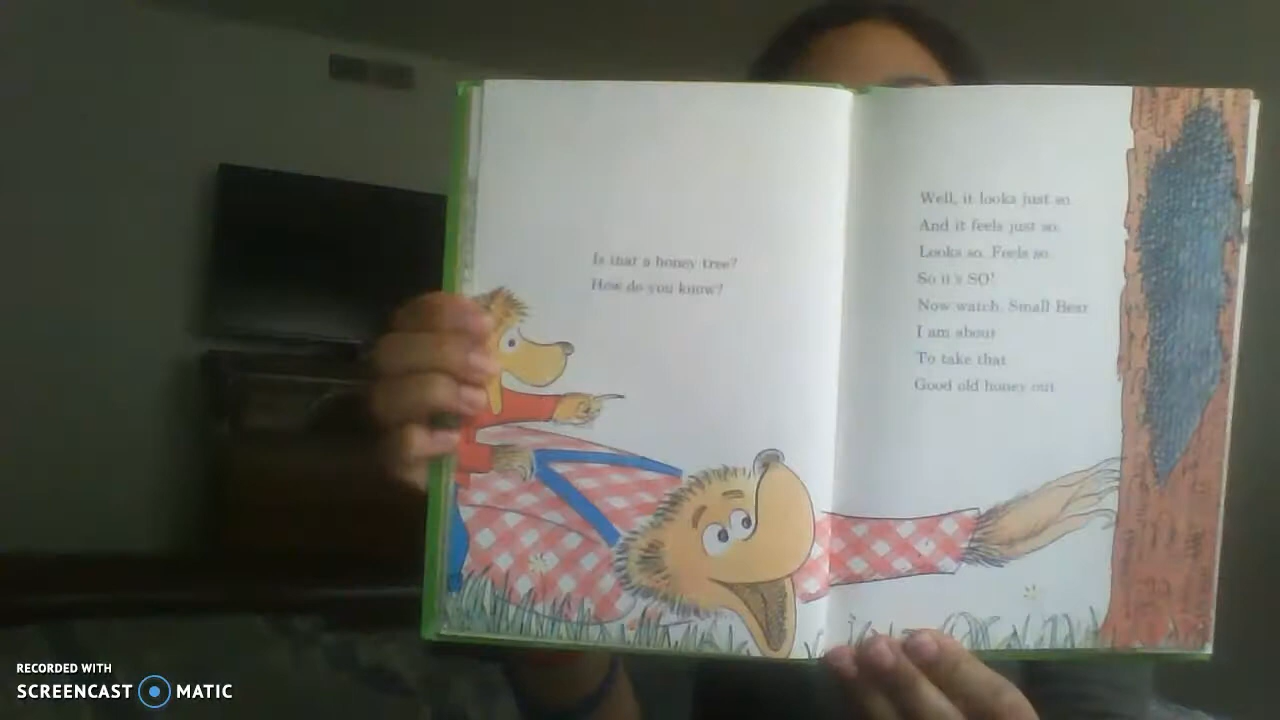 Is that a honey tree?
How do you know?
Well, it looks just so.
And it feels just so.
Looks so. Feels so.
So it's SO!
Now watch, Small Bear
I am about
To take that
Good old honey out
RECORDED WITH
SCREENCAST MATIC